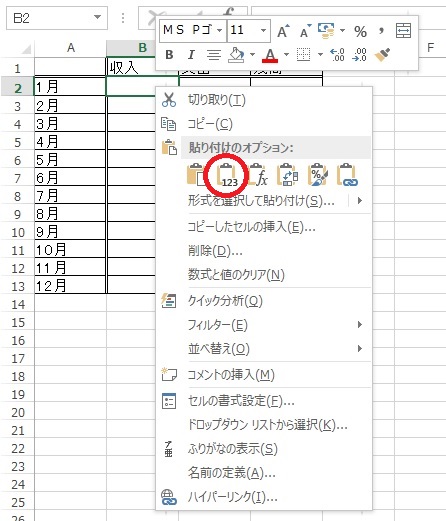 B2
fx
ＭＳ Ｐゴ 11 A A %
B I A .00 .0
A B C D E F
1 収入
2 1月
3 2月
4 3月
5 4月
6 5月
7 6月
8 7月
9 8月
10 9月
11 10月
12 11月
13 12月
14
15
16
17
18
19
20
21
22
23
24
25
切り取り(T)
コピー(C)
貼り付けのオプション:
123 fx %
形式を選択して貼り付け(S)...
コピーしたセルの挿入(E)...
削除(D)...
数式と値のクリア(N)
クイック分析(Q)
フィルター(E)
並べ替え(O)
コメントの挿入(M)
セルの書式設定(F)...
ドロップダウン リストから選択(K)...
ふりがなの表示(S)
名前の定義(A)...
ハイパーリンク(I)...